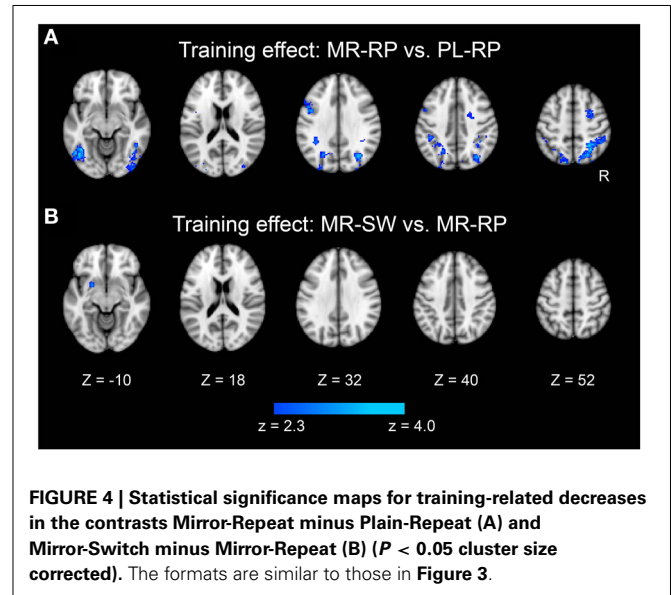 A
Training effect: MR-RP vs. PL-RP
R
B
Training effect: MR-SW vs. MR-RP
Z = -10 Z = 18 Z = 32 Z = 40 Z = 52
z = 2.3 z = 4.0
FIGURE 4 | Statistical significance maps for training-related decreases
in the contrasts Mirror-Repeat minus Plain-Repeat (A) and
Mirror-Switch minus Mirror-Repeat (B) (P < 0.05 cluster size
corrected). The formats are similar to those in Figure 3.